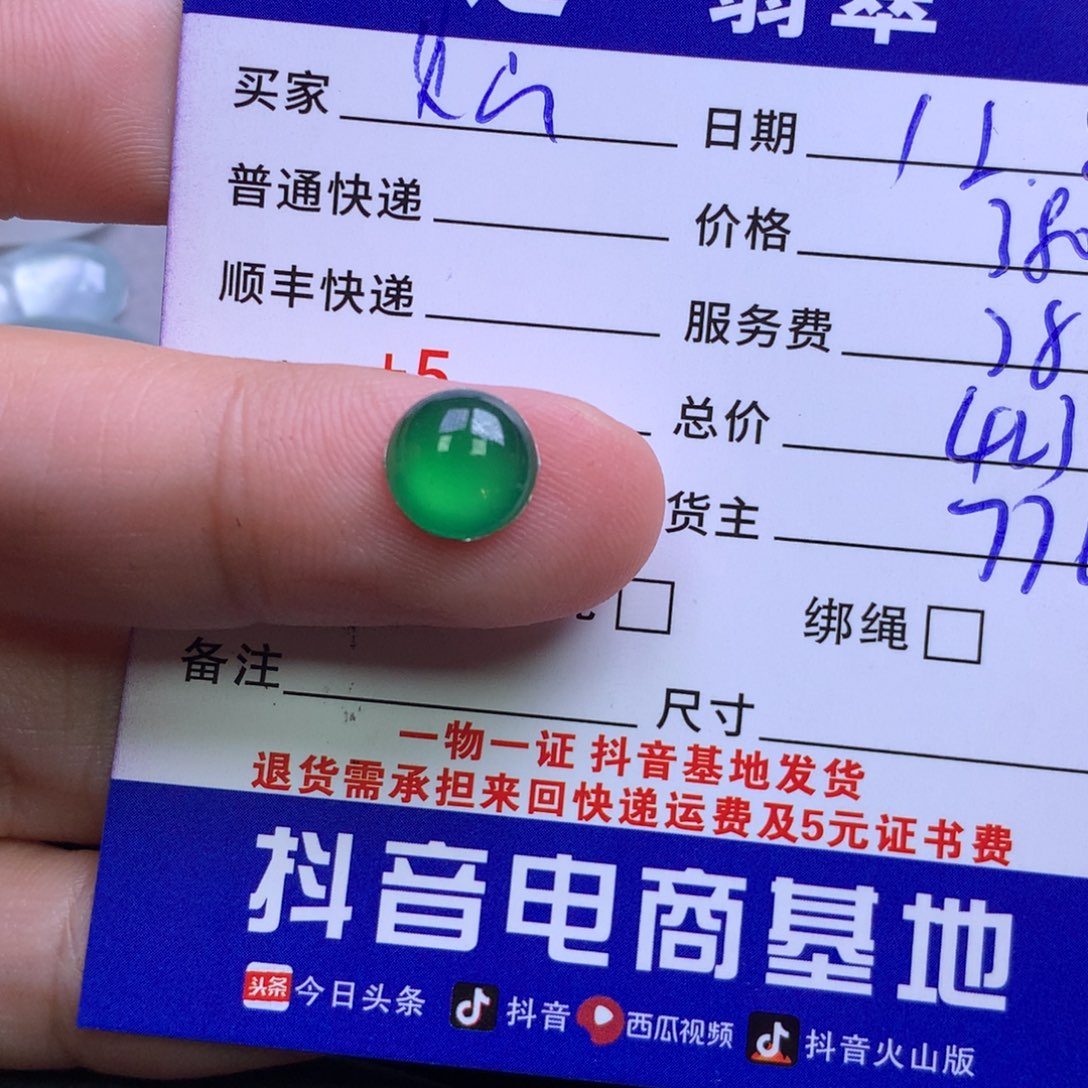 翡翠
买家 日期
普通快递 价格 380
顺丰快递 服务费 38
+5
总价
货主
绑绳
备注 尺寸
一物一证 抖音基地发货
退货需承担来回快递运费及5元证书费
抖音电商基地
头条 今日头条 抖音 西瓜视频 抖音火山版